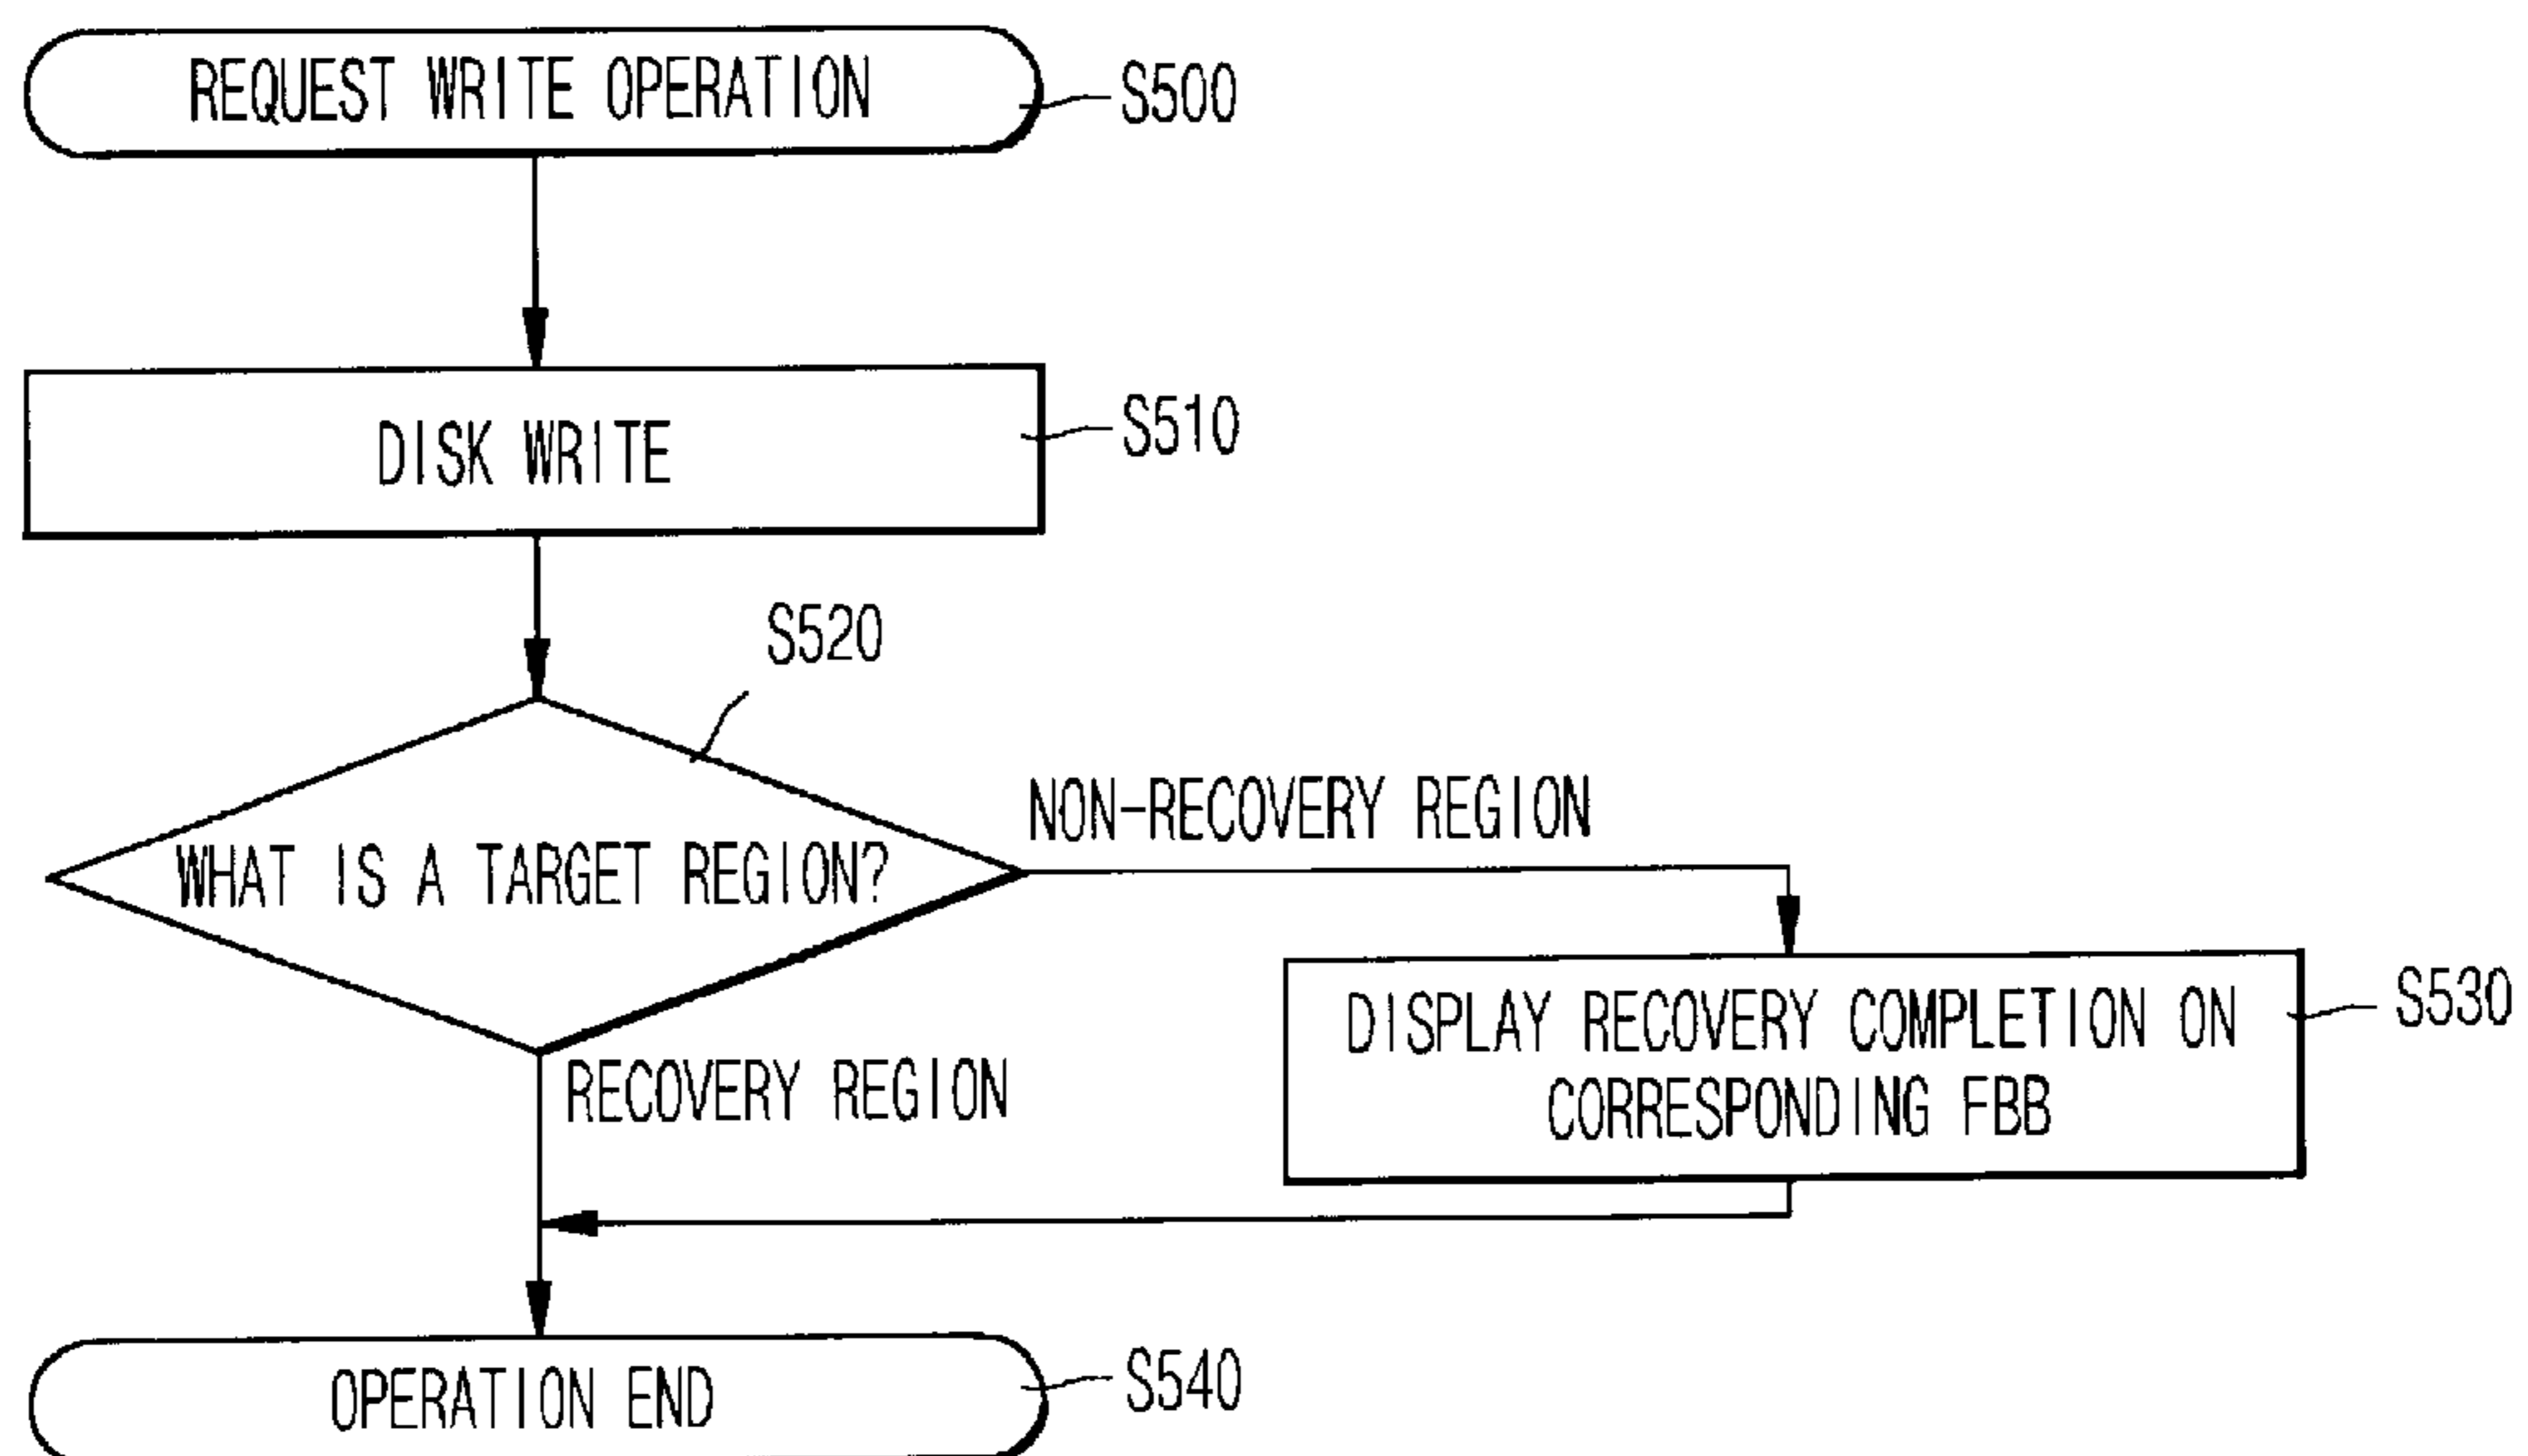 REQUEST WRITE OPERATION
S500
DISK WRITE
S510
S520
WHAT IS A TARGET REGION?
NON-RECOVERY REGION
RECOVERY REGION
DISPLAY RECOVERY COMPLETION ON
CORRESPONDING FBB
S530
OPERATION END
S540